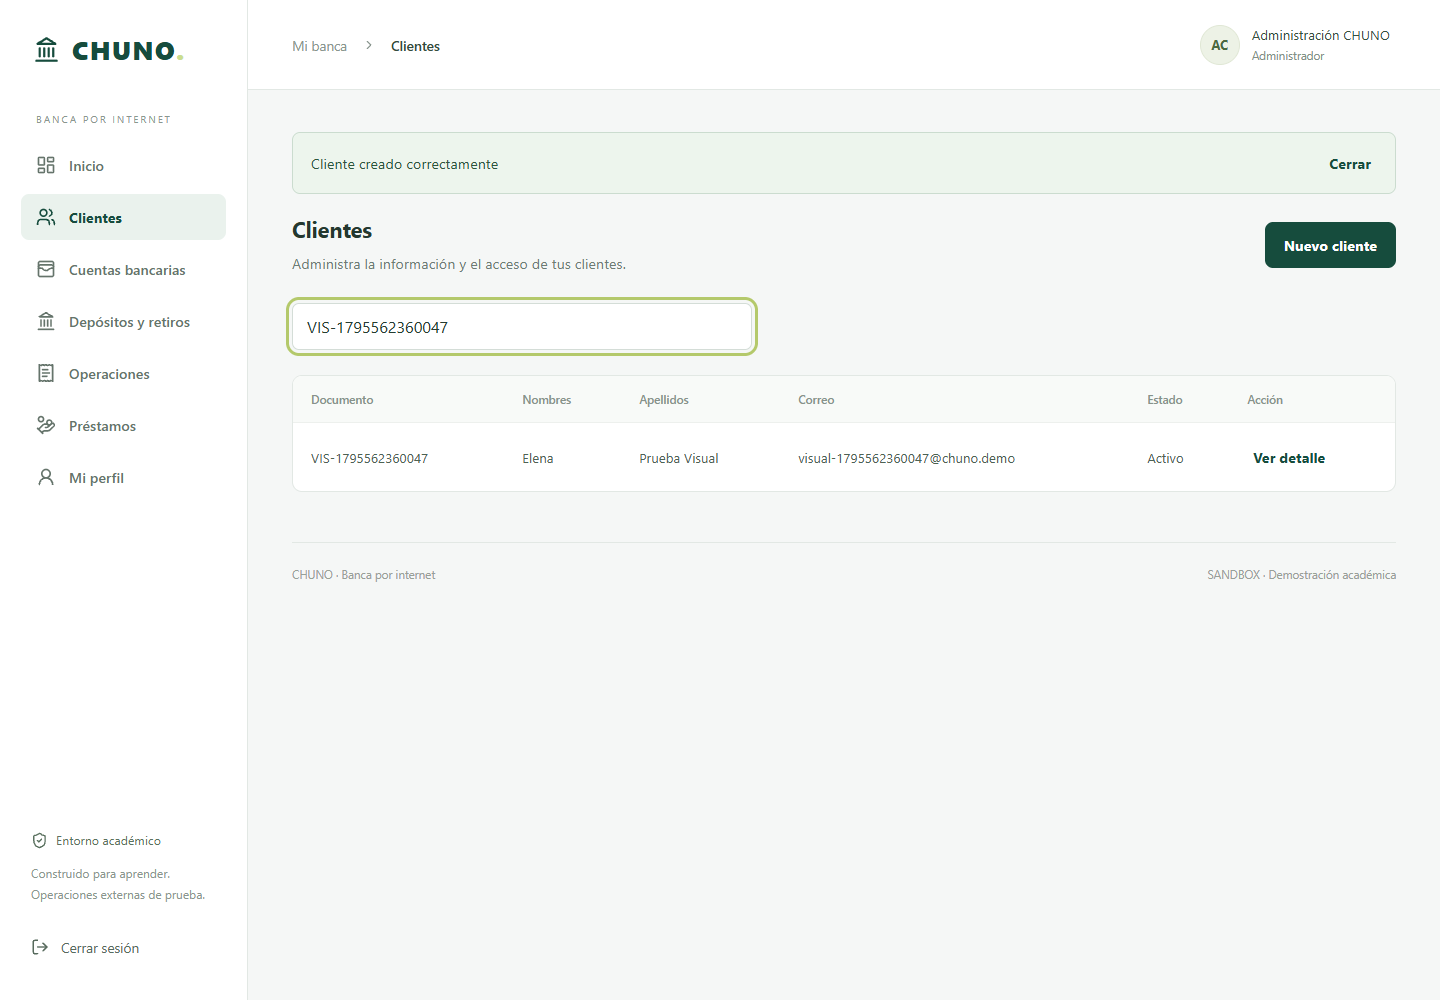 CHUNO.
BANCA POR INTERNET
Inicio
Clientes
Cuentas bancarias
Depósitos y retiros
Operaciones
Préstamos
Mi perfil
Entorno académico
Construido para aprender.
Operaciones externas de prueba.
Cerrar sesión
Mi banca > Clientes
AC
Administración CHUNO
Administrador
Cliente creado correctamente
Cerrar
Clientes
Administra la información y el acceso de tus clientes.
Nuevo cliente
VIS-1795562360047
Documento Nombres Apellidos Correo Estado Acción
VIS-1795562360047 Elena Prueba Visual visual-1795562360047@chuno.demo Activo Ver detalle
CHUNO · Banca por internet
SANDBOX · Demostración académica